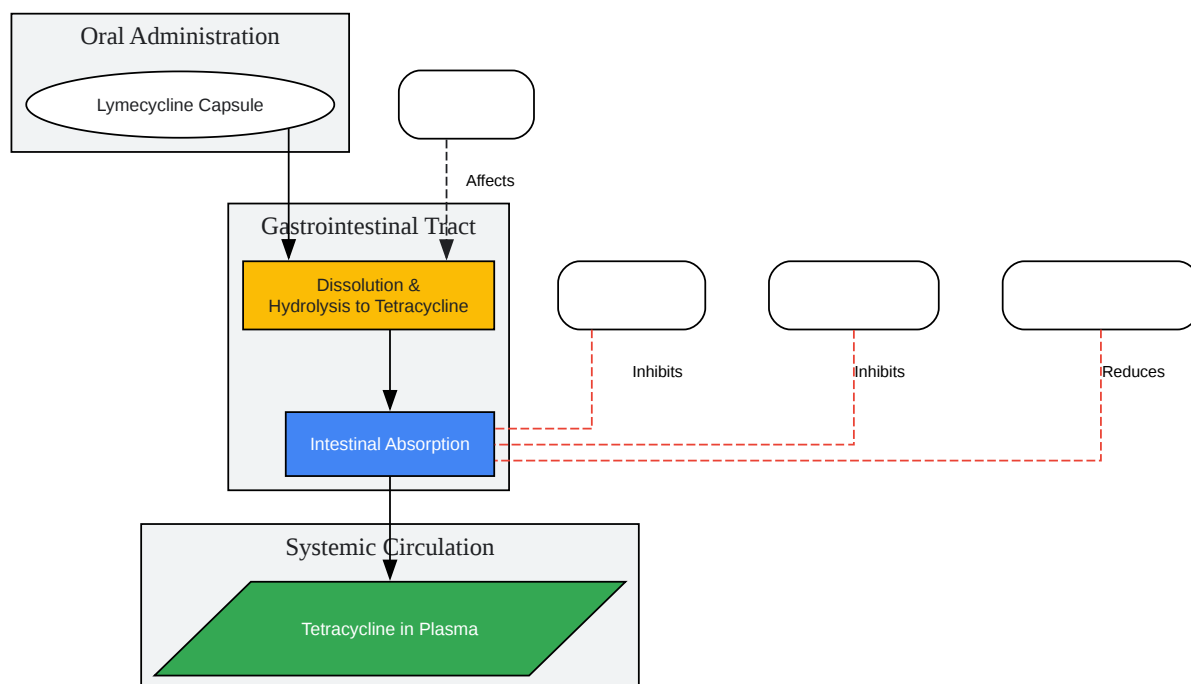 Oral Administration
Lymecycline Capsule
Affects
Gastrointestinal Tract
Dissolution &
Hydrolysis to Tetracycline
Inhibits
Inhibits
Reduces
Intestinal Absorption
Systemic Circulation
Tetracycline in Plasma